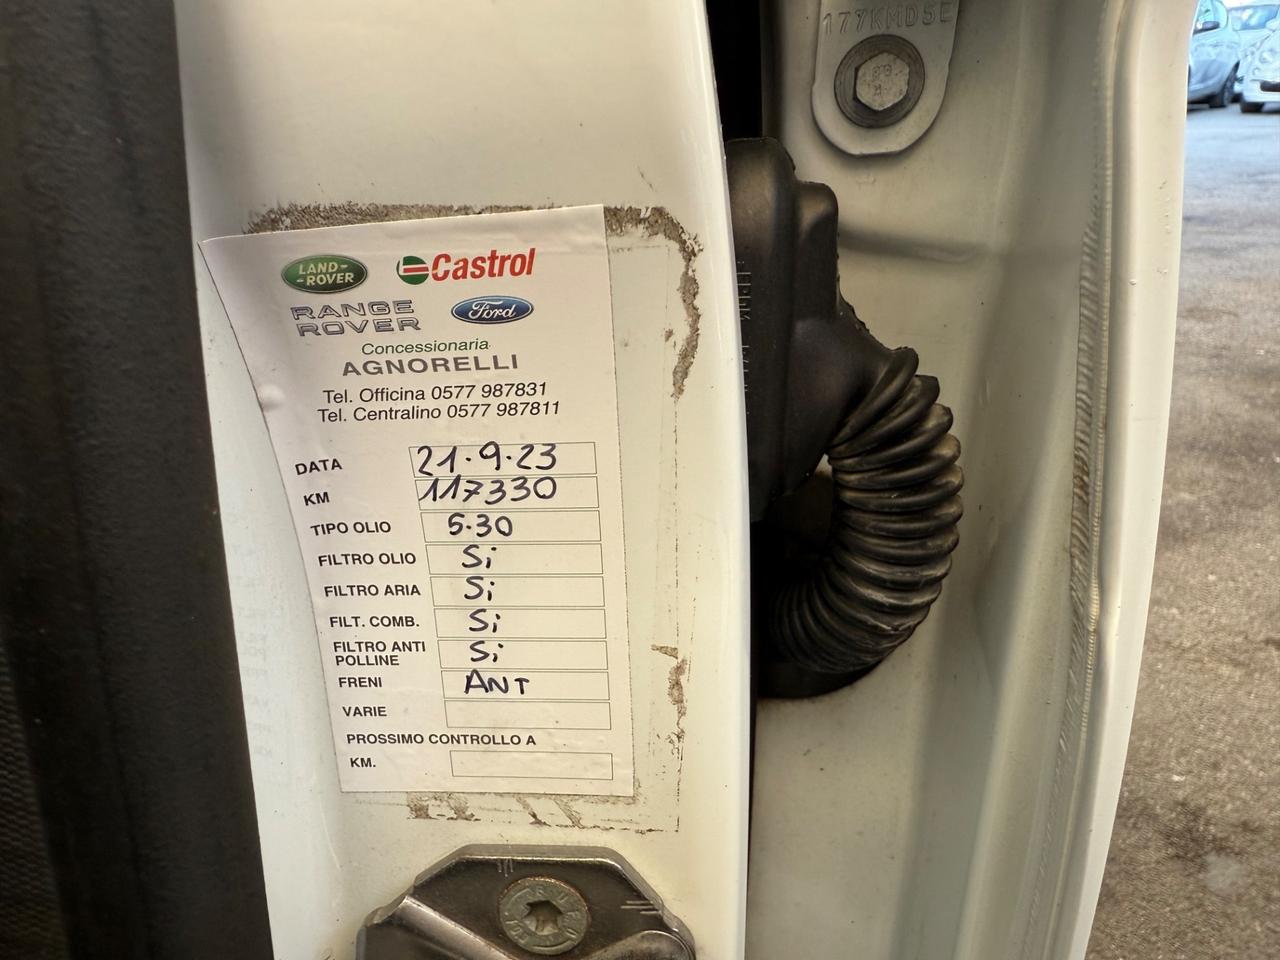 177KMD5E
LAND-
-ROVER
Castrol
RANGE
ROVER
Ford
Concessionaria
AGNORELLI
Tel. Officina 0577 987831
Tel. Centralino 0577 987811
DATA 21·9·23
KM 117330
TIPO OLIO 5·30
FILTRO OLIO Si
FILTRO ARIA Si
FILT. COMB. Si
FILTRO ANTI
POLLINE Si
FRENI ANT
VARIE
PROSSIMO CONTROLLO A
KM.